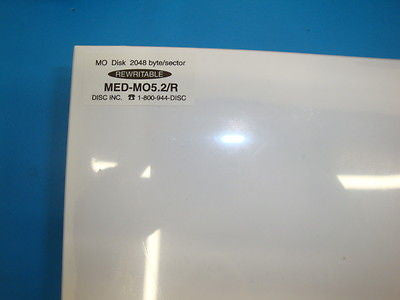 MO Disk 2048 byte/sector
REWRITABLE
MED-MO5.2/R
DISC INC. ☎ 1-800-944-DISC